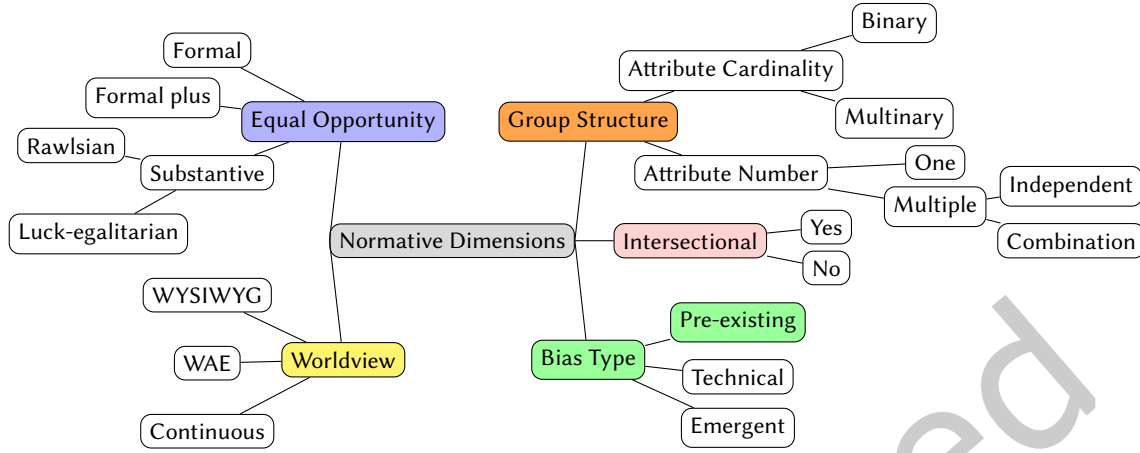 Binary
Formal
Attribute Cardinality
Formal plus
Equal Opportunity
Group Structure
Multinary
Rawlsian
Substantive
Attribute Number
One
Independent
Multiple
Luck-egalitarian
Normative Dimensions
Intersectional
Yes
Combination
No
WYSIWYG
Pre-existing
WAE
Worldview
Bias Type
Technical
Continuous
Emergent
ed